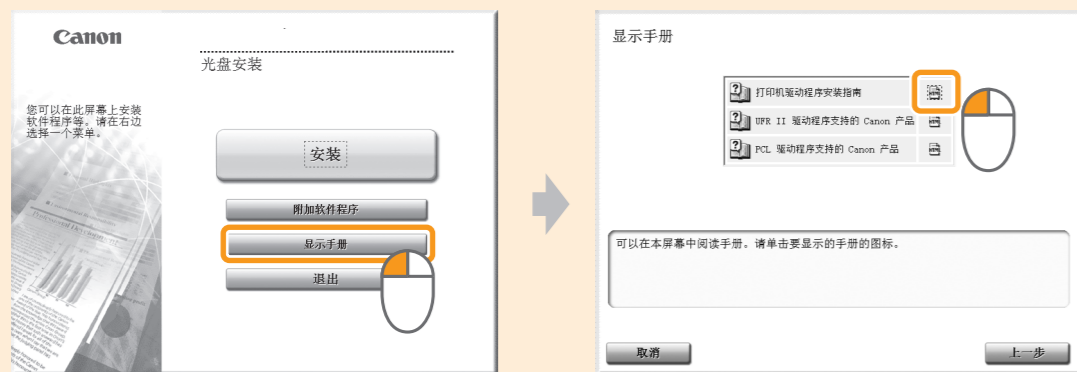 Canon
光盘安装
您可以在此屏幕上安装
软件程序等。请在右边
选择一个菜单。
安装
附加软件程序
显示手册
退出
显示手册
打印机驱动程序安装指南
UFR II 驱动程序支持的 Canon 产品
PCL 驱动程序支持的 Canon 产品
可以在本屏幕中阅读手册。请单击要显示的手册的图标。
取消
上一步